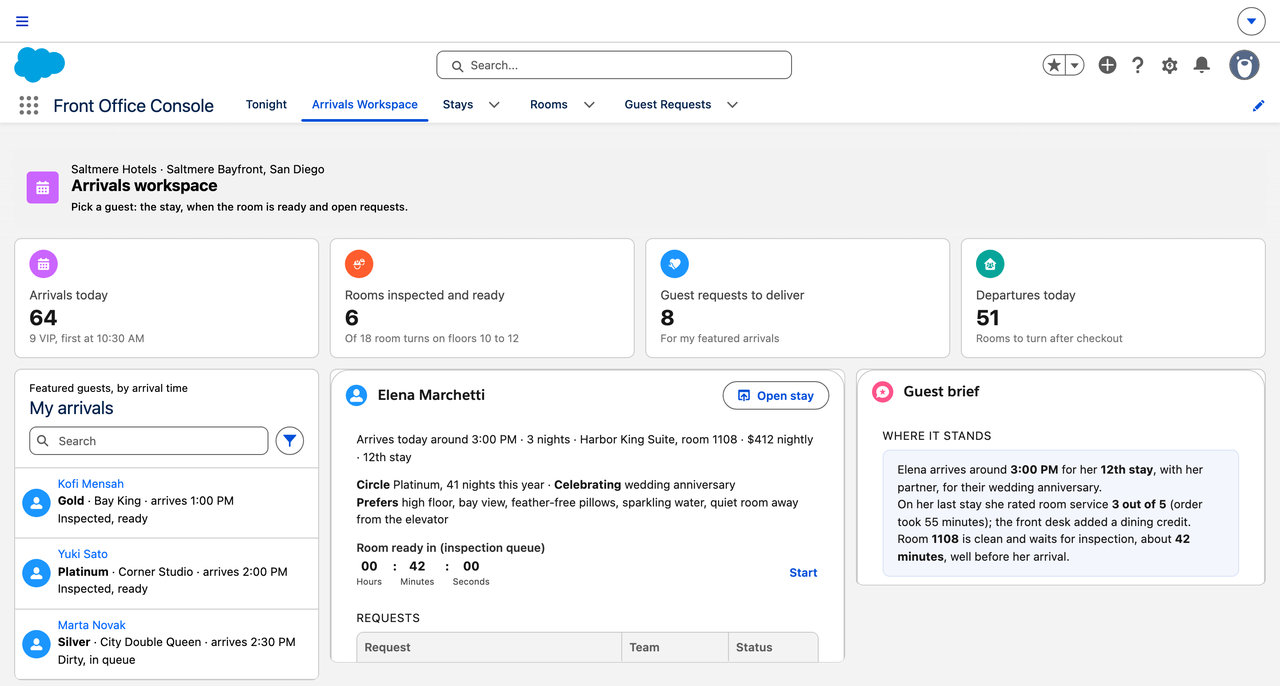 Search...
Front Office Console
Tonight
Arrivals Workspace
Stays
Rooms
Guest Requests
Saltmere Hotels · Saltmere Bayfront, San Diego
Arrivals workspace
Pick a guest: the stay, when the room is ready and open requests.
Arrivals today
64
9 VIP, first at 10:30 AM
Rooms inspected and ready
6
Of 18 room turns on floors 10 to 12
Guest requests to deliver
8
For my featured arrivals
Departures today
51
Rooms to turn after checkout
Featured guests, by arrival time
My arrivals
Search
Kofi Mensah
Gold · Bay King · arrives 1:00 PM
Inspected, ready
Yuki Sato
Platinum · Corner Studio · arrives 2:00 PM
Inspected, ready
Marta Novak
Silver · City Double Queen · arrives 2:30 PM
Dirty, in queue
Elena Marchetti
Open stay
Arrives today around 3:00 PM · 3 nights · Harbor King Suite, room 1108 · $412 nightly
· 12th stay
Circle Platinum, 41 nights this year · Celebrating wedding anniversary
Prefers high floor, bay view, feather-free pillows, sparkling water, quiet room away
from the elevator
Room ready in (inspection queue)
00 : 42 : 00
Hours Minutes Seconds
Start
REQUESTS
Request Team Status
Guest brief
WHERE IT STANDS
Elena arrives around 3:00 PM for her 12th stay, with her
partner, for their wedding anniversary.
On her last stay she rated room service 3 out of 5 (order
took 55 minutes); the front desk added a dining credit.
Room 1108 is clean and waits for inspection, about 42
minutes, well before her arrival.